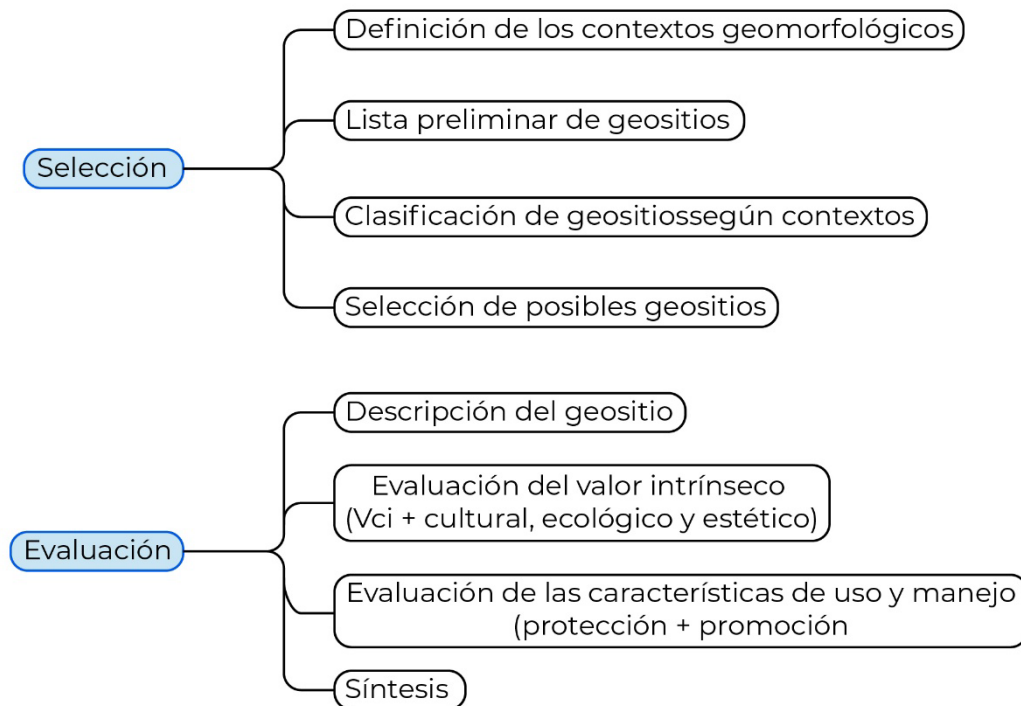 Definición de los contextos geomorfológicos
Lista preliminar de geositios
Selección
Clasificación de geositiossegún contextos
Selección de posibles geositios
Descripción del geositio
Evaluación del valor intrínseco
(Vci + cultural, ecológico y estético)
Evaluación
Evaluación de las características de uso y manejo
(protección + promoción
Síntesis